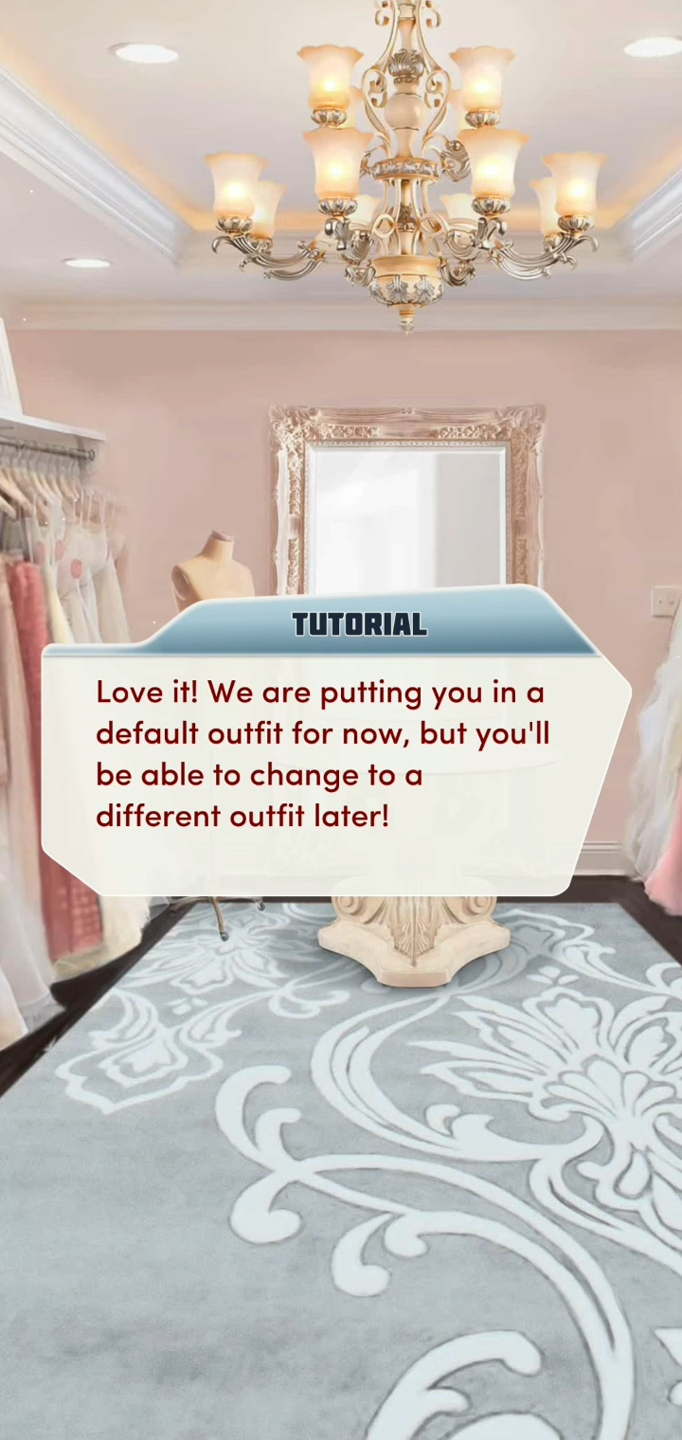 TUTORIAL
Love it! We are putting you in a
default outfit for now, but you'll
be able to change to a
different outfit later!